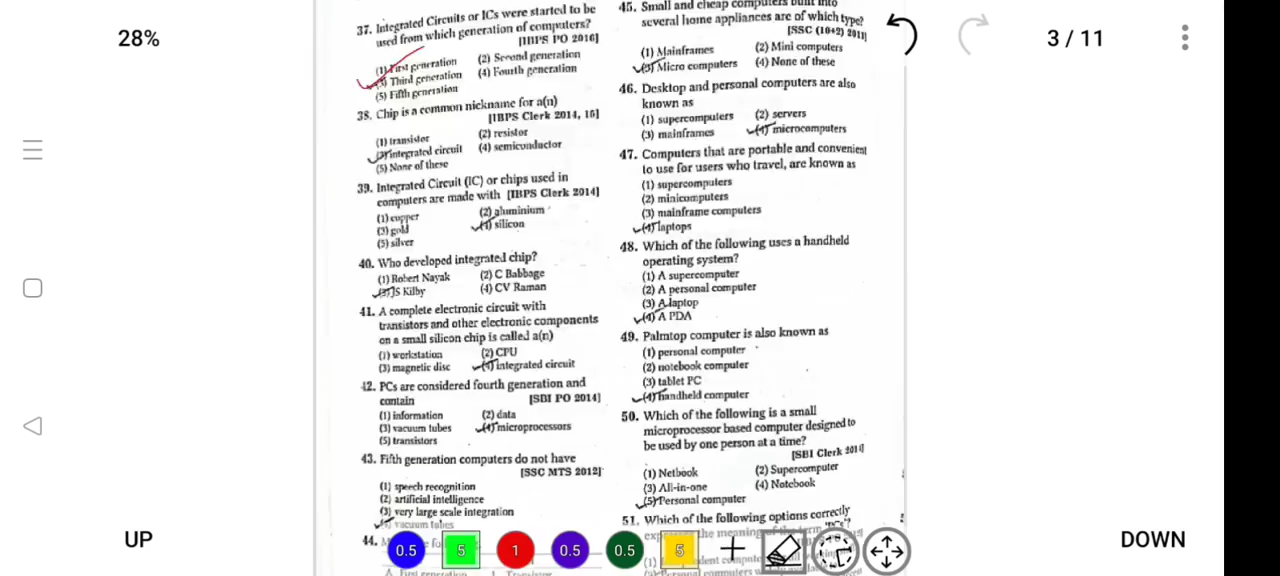 28%
3 / 11
UP
DOWN
37. Integrated Circuits or ICs were started to be
used from which generation of computers?
[IBPS PO 2016]
(1) First generation (2) Second generation
(3) Third generation (4) Fourth generation
(5) Fifth generation
38. Chip is a common nickname for a(n)
[IBPS Clerk 2014, 15]
(1) transistor (2) resistor
(3) integrated circuit (4) semiconductor
(5) None of these
39. Integrated Circuit (IC) or chips used in
computers are made with [IBPS Clerk 2014]
(1) copper (2) aluminium
(3) gold (4) silicon
(5) silver
40. Who developed integrated chip?
(1) Robert Nayak (2) C Babbage
(3) JS Kilby (4) CV Raman
41. A complete electronic circuit with
transistors and other electronic components
on a small silicon chip is called a(n)
(1) workstation (2) CPU
(3) magnetic disc (4) integrated circuit
42. PCs are considered fourth generation and
contain [SBI PO 2014]
(1) information (2) data
(3) vacuum tubes (4) microprocessors
(5) transistors
43. Fifth generation computers do not have
[SSC MTS 2012]
(1) speech recognition
(2) artificial intelligence
(3) very large scale integration
vacuum tubes
44.
45. Small and cheap computers built into
several home appliances are of which type?
[SSC (10+2) 2011]
(1) Mainframes (2) Mini computers
(3) Micro computers (4) None of these
46. Desktop and personal computers are also
known as
(1) supercomputers (2) servers
(3) mainframes (4) microcomputers
47. Computers that are portable and convenient
to use for users who travel, are known as
(1) supercomputers
(2) minicomputers
(3) mainframe computers
(4) laptops
48. Which of the following uses a handheld
operating system?
(1) A supercomputer
(2) A personal computer
(3) A laptop
(4) A PDA
49. Palmtop computer is also known as
(1) personal computer
(2) notebook computer
(3) tablet PC
(4) handheld computer
50. Which of the following is a small
microprocessor based computer designed to
be used by one person at a time?
[SBI Clerk 2014]
(1) Netbook (2) Supercomputer
(3) All-in-one (4) Notebook
(5) Personal computer
51. Which of the following options correctly
the meaning of the term
0.5 5 1 0.5 0.5 5